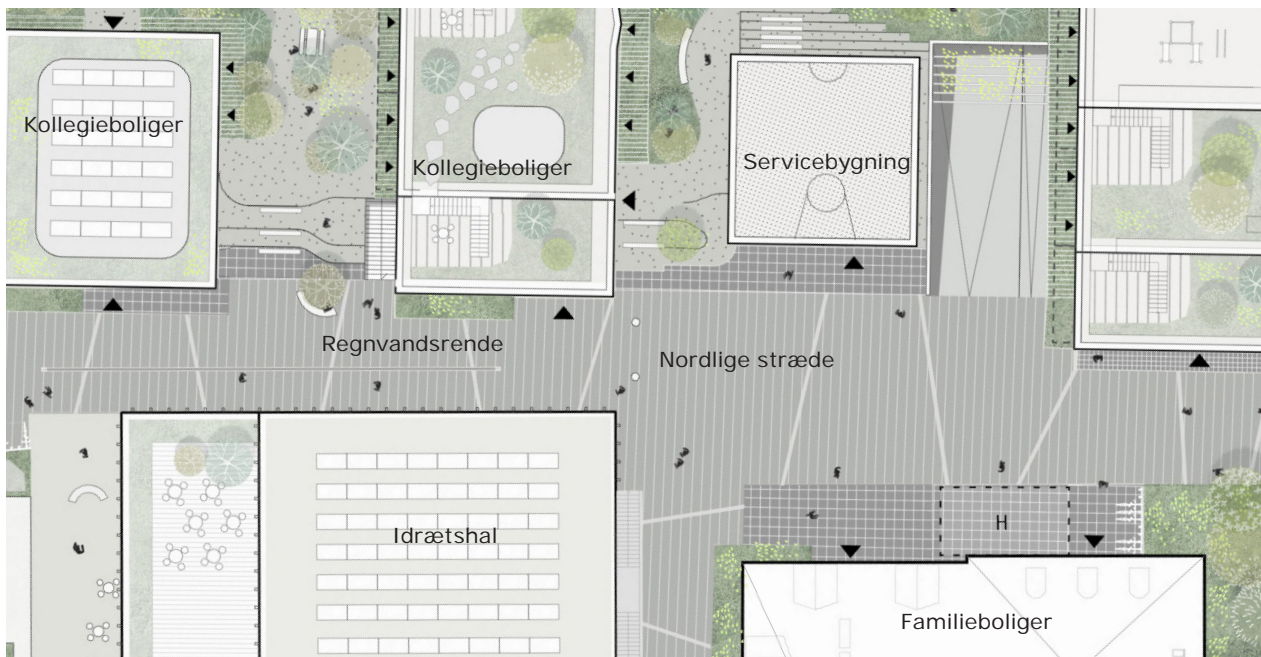 Kollegieboliger
Kollegieboliger
Servicebygning
Regnvandsrende
Nordlige stræde
Idrætshal
H
Familieboliger